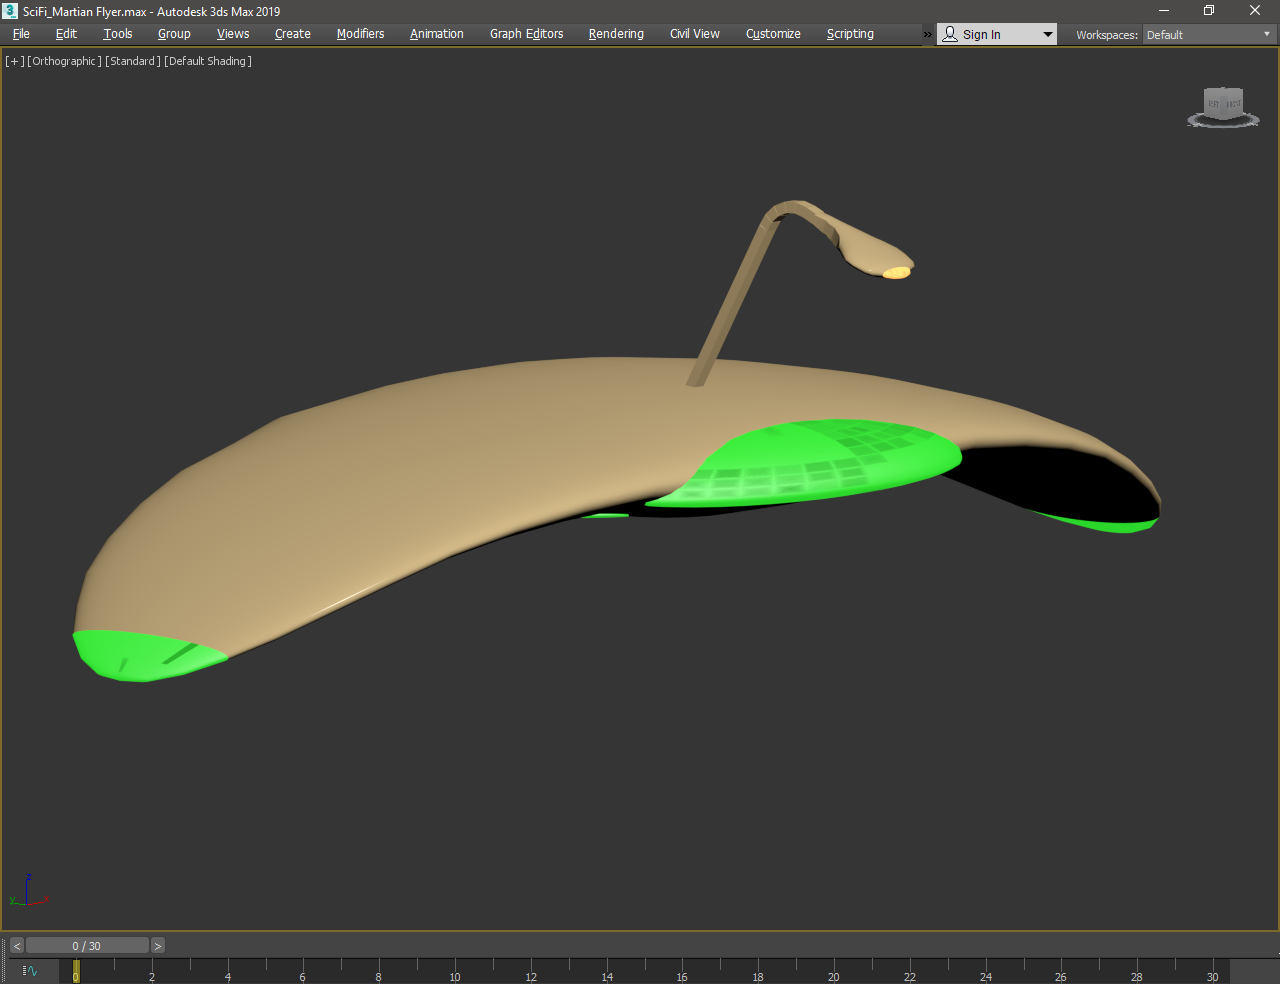 SciFi_Martian Flyer.max - Autodesk 3ds Max 2019
File Edit Tools Group Views Create Modifiers Animation Graph Editors Rendering Civil View Customize Scripting » Sign In Workspaces: Default
[+] [Orthographic] [Standard] [Default Shading]
z
y x
< 0 / 30 >
0 2 4 6 8 10 12 14 16 18 20 22 24 26 28 30